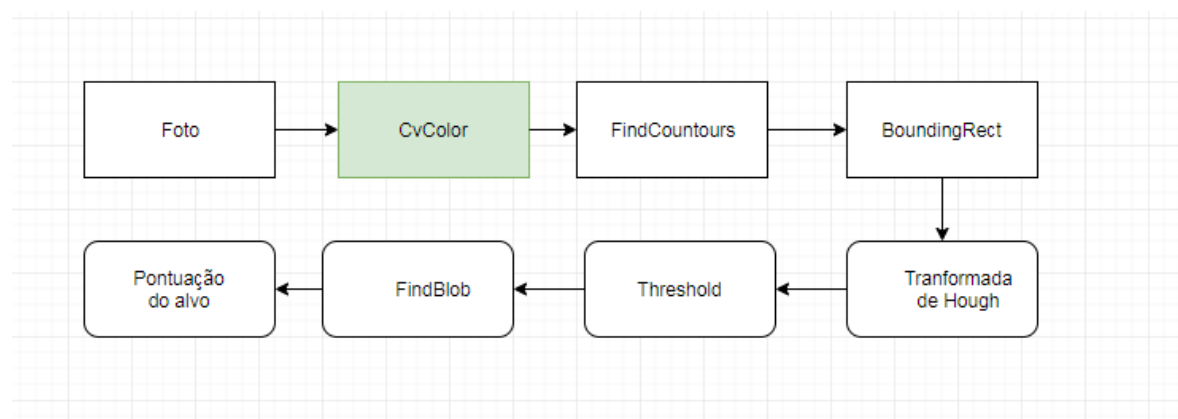 Foto
CvColor
FindCountours
BoundingRect
Tranformada
de Hough
Threshold
FindBlob
Pontuação
do alvo